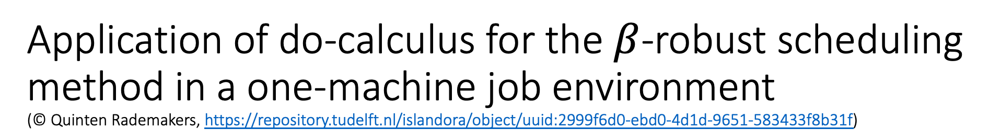 Application of do-calculus for the 𝛽-robust scheduling
method in a one-machine job environment
(© Quinten Rademakers, https://repository.tudelft.nl/islandora/object/uuid:2999f6d0-ebd0-4d1d-9651-583433f8b31f)